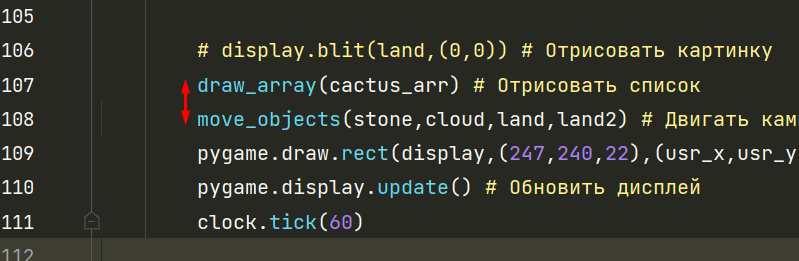 105
106 # display.blit(land,(0,0)) # Отрисовать картинку
107 draw_array(cactus_arr) # Отрисовать список
108 move_objects(stone,cloud,land,land2) # Двигать кам
109 pygame.draw.rect(display,(247,240,22),(usr_x,usr_y
110 pygame.display.update() # Обновить дисплей
111 clock.tick(60)
112